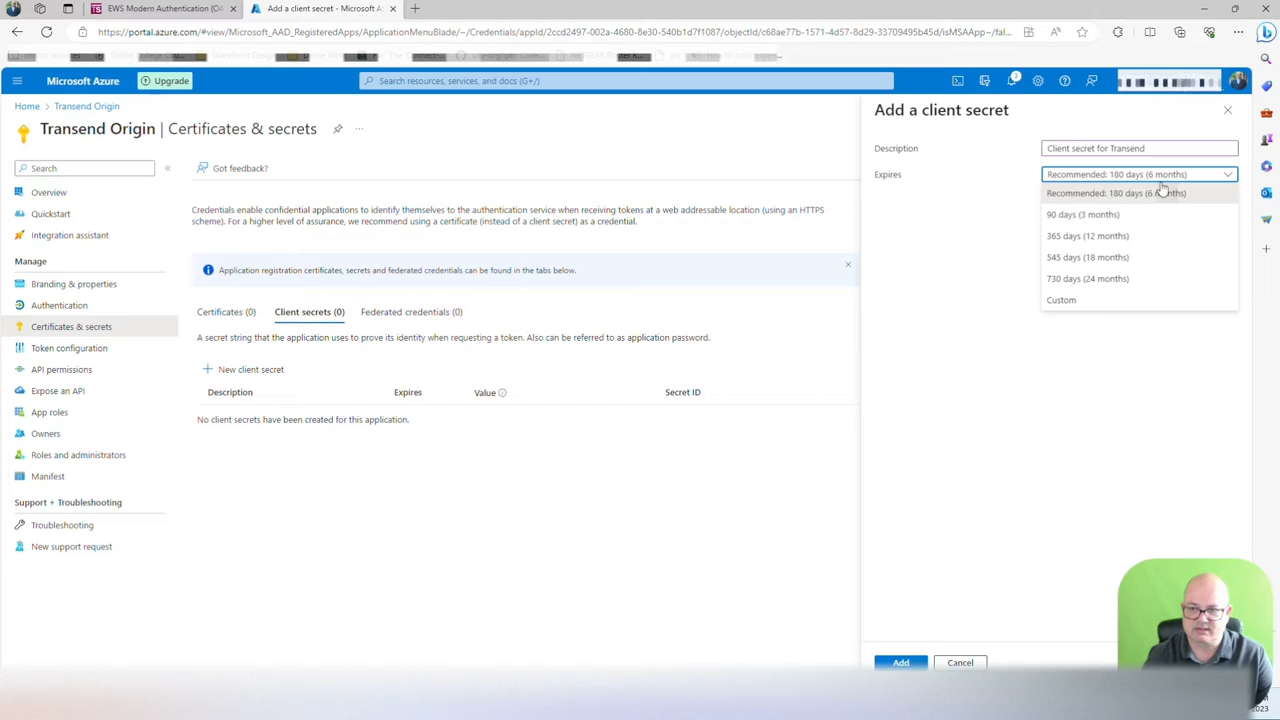 EWS Modern Authentication (OA
Add a client secret - Microsoft Az
https://portal.azure.com/#view/Microsoft_AAD_RegisteredApps/ApplicationMenuBlade/~/Credentials/appId/2ccd2497-002a-4680-8e30-540b1d7f1087/objectId/c68ae77b-1571-4d57-8d29-33709495b45d/isMSAApp~/fal...
Microsoft Azure
Upgrade
Search resources, services, and docs (G+/)
3
Home > Transend Origin
Transend Origin | Certificates & secrets
...
Search
«
Got feedback?
Overview
Quickstart
Integration assistant
Manage
Branding & properties
Authentication
Certificates & secrets
Token configuration
API permissions
Expose an API
App roles
Owners
Roles and administrators
Manifest
Support + Troubleshooting
Troubleshooting
New support request
Credentials enable confidential applications to identify themselves to the authentication service when receiving tokens at a web addressable location (using an HTTPS
scheme). For a higher level of assurance, we recommend using a certificate (instead of a client secret) as a credential.
Application registration certificates, secrets and federated credentials can be found in the tabs below.
Certificates (0) Client secrets (0) Federated credentials (0)
A secret string that the application uses to prove its identity when requesting a token. Also can be referred to as application password.
New client secret
Description Expires Value Secret ID
No client secrets have been created for this application.
Add a client secret
Description Client secret for Transend
Expires Recommended: 180 days (6 months)
Recommended: 180 days (6 months)
90 days (3 months)
365 days (12 months)
545 days (18 months)
730 days (24 months)
Custom
Add Cancel
2023